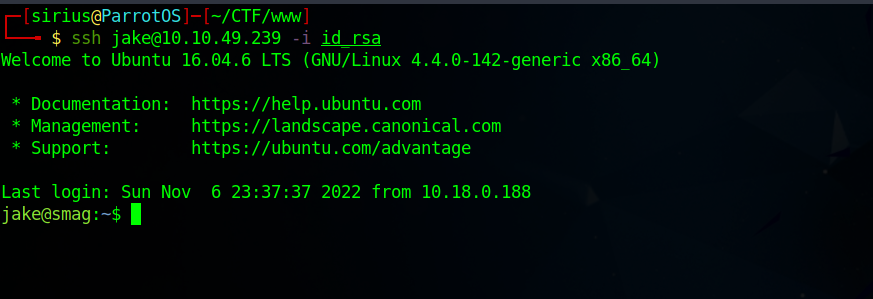 ┌─[sirius@ParrotOS]─[~/CTF/www]
└──╼ $ ssh jake@10.10.49.239 -i id_rsa
Welcome to Ubuntu 16.04.6 LTS (GNU/Linux 4.4.0-142-generic x86_64)
* Documentation:  https://help.ubuntu.com
* Management:     https://landscape.canonical.com
* Support:        https://ubuntu.com/advantage
Last login: Sun Nov  6 23:37:37 2022 from 10.18.0.188
jake@smag:~$